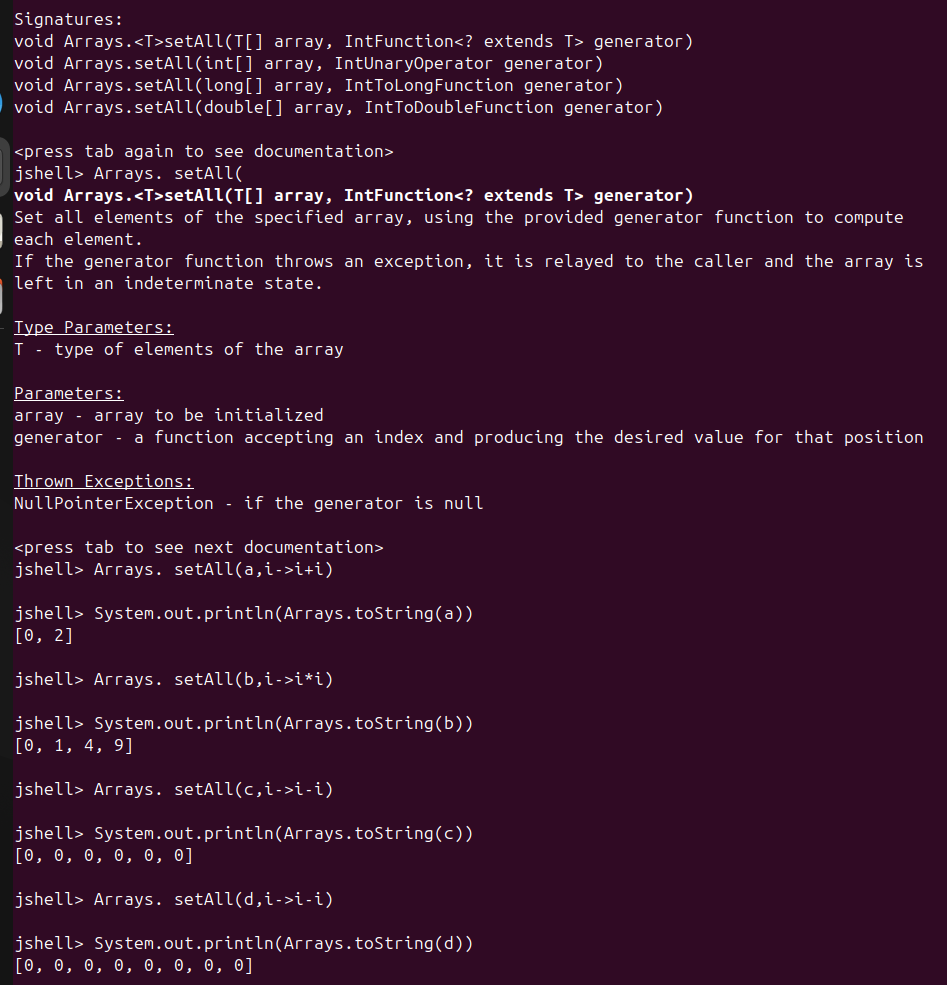 Signatures:
void Arrays.<T>setAll(T[] array, IntFunction<? extends T> generator)
void Arrays.setAll(int[] array, IntUnaryOperator generator)
void Arrays.setAll(long[] array, IntToLongFunction generator)
void Arrays.setAll(double[] array, IntToDoubleFunction generator)
<press tab again to see documentation>
jshell> Arrays. setAll(
void Arrays.<T>setAll(T[] array, IntFunction<? extends T> generator)
Set all elements of the specified array, using the provided generator function to compute
each element.
If the generator function throws an exception, it is relayed to the caller and the array is
left in an indeterminate state.
Type Parameters:
T - type of elements of the array
Parameters:
array - array to be initialized
generator - a function accepting an index and producing the desired value for that position
Thrown Exceptions:
NullPointerException - if the generator is null
<press tab to see next documentation>
jshell> Arrays. setAll(a,i->i+i)
jshell> System.out.println(Arrays.toString(a))
[0, 2]
jshell> Arrays. setAll(b,i->i*i)
jshell> System.out.println(Arrays.toString(b))
[0, 1, 4, 9]
jshell> Arrays. setAll(c,i->i-i)
jshell> System.out.println(Arrays.toString(c))
[0, 0, 0, 0, 0, 0]
jshell> Arrays. setAll(d,i->i-i)
jshell> System.out.println(Arrays.toString(d))
[0, 0, 0, 0, 0, 0, 0, 0]